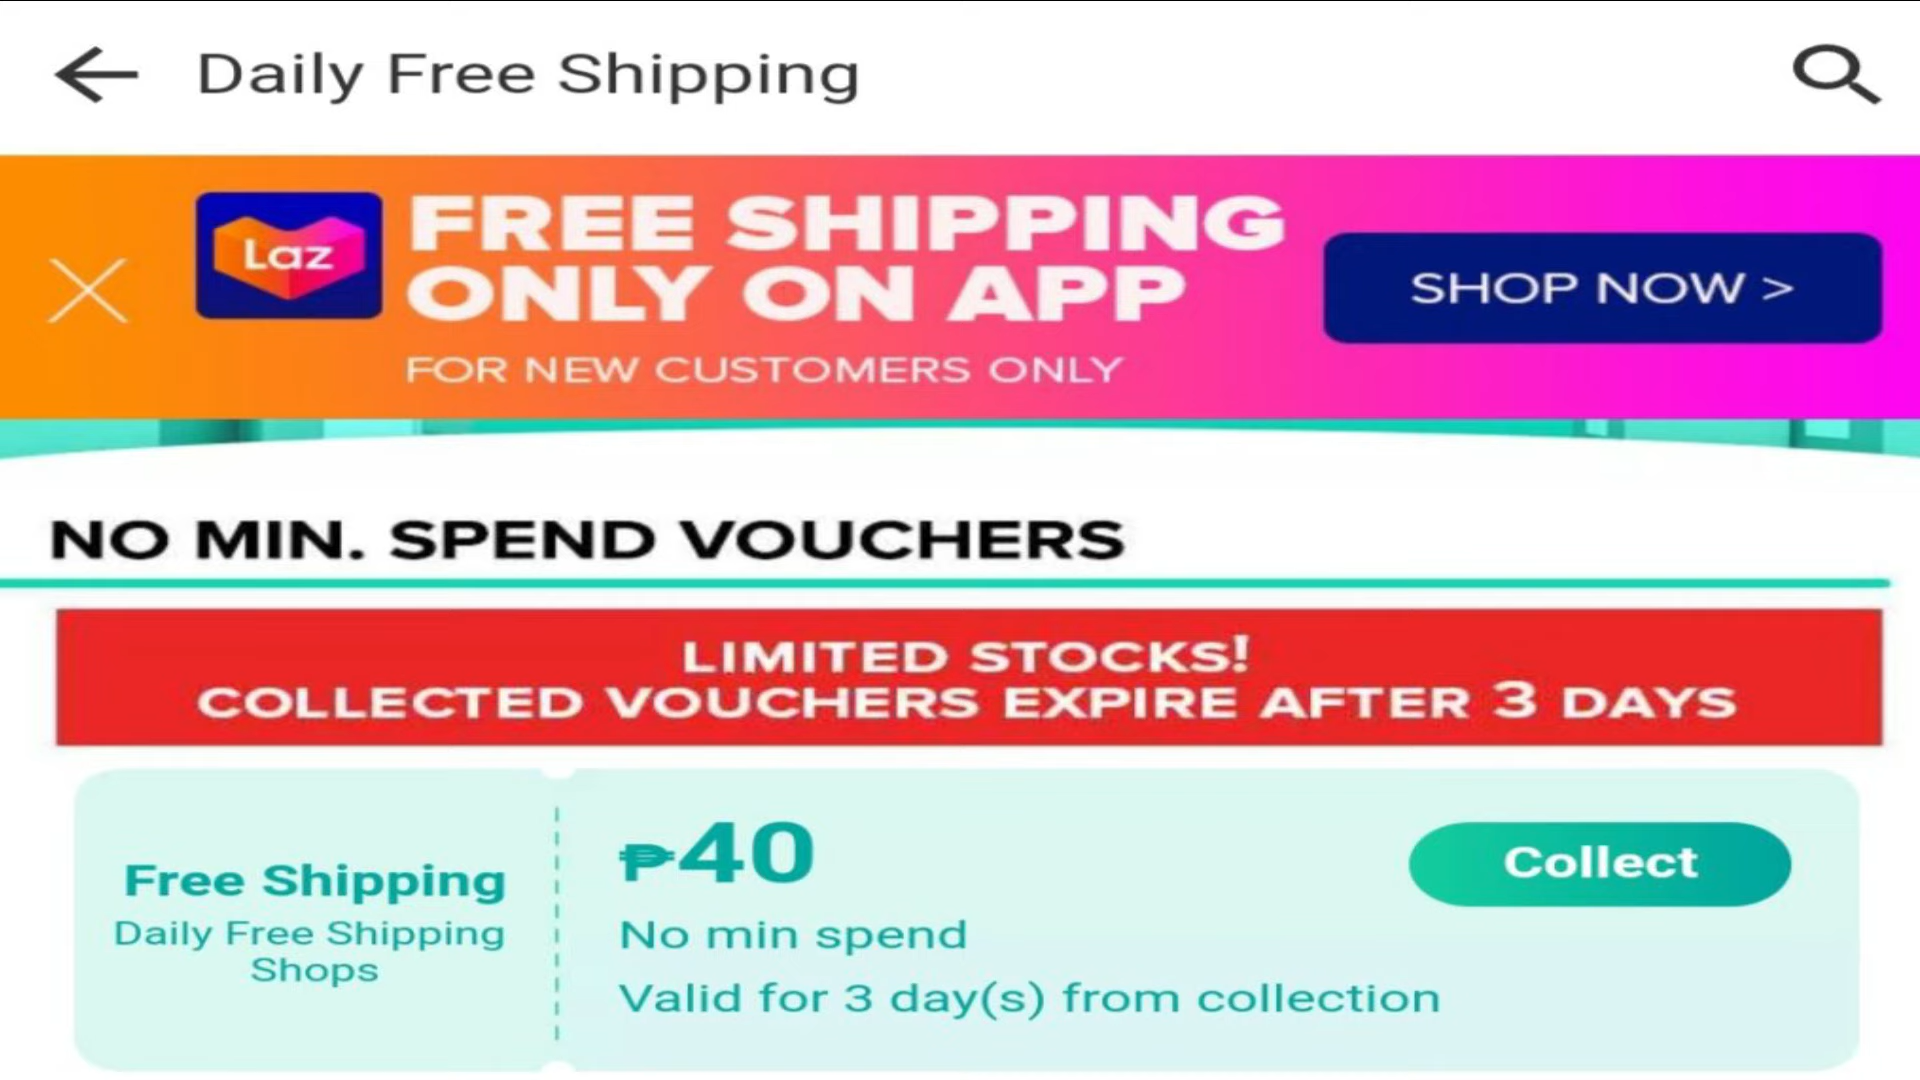 Daily Free Shipping
Laz
FREE SHIPPING
ONLY ON APP
FOR NEW CUSTOMERS ONLY
SHOP NOW >
NO MIN. SPEND VOUCHERS
LIMITED STOCKS!
COLLECTED VOUCHERS EXPIRE AFTER 3 DAYS
Free Shipping
Daily Free Shipping
Shops
₱40
No min spend
Valid for 3 day(s) from collection
Collect